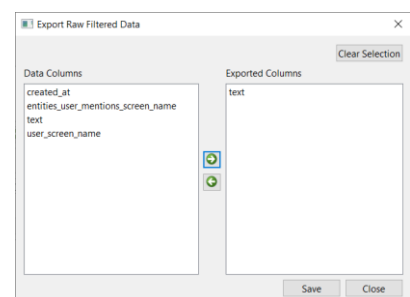 Export Raw Filtered Data
Clear Selection
Data Columns
created_at
entities_user_mentions_screen_name
text
user_screen_name
Exported Columns
text
Save
Close